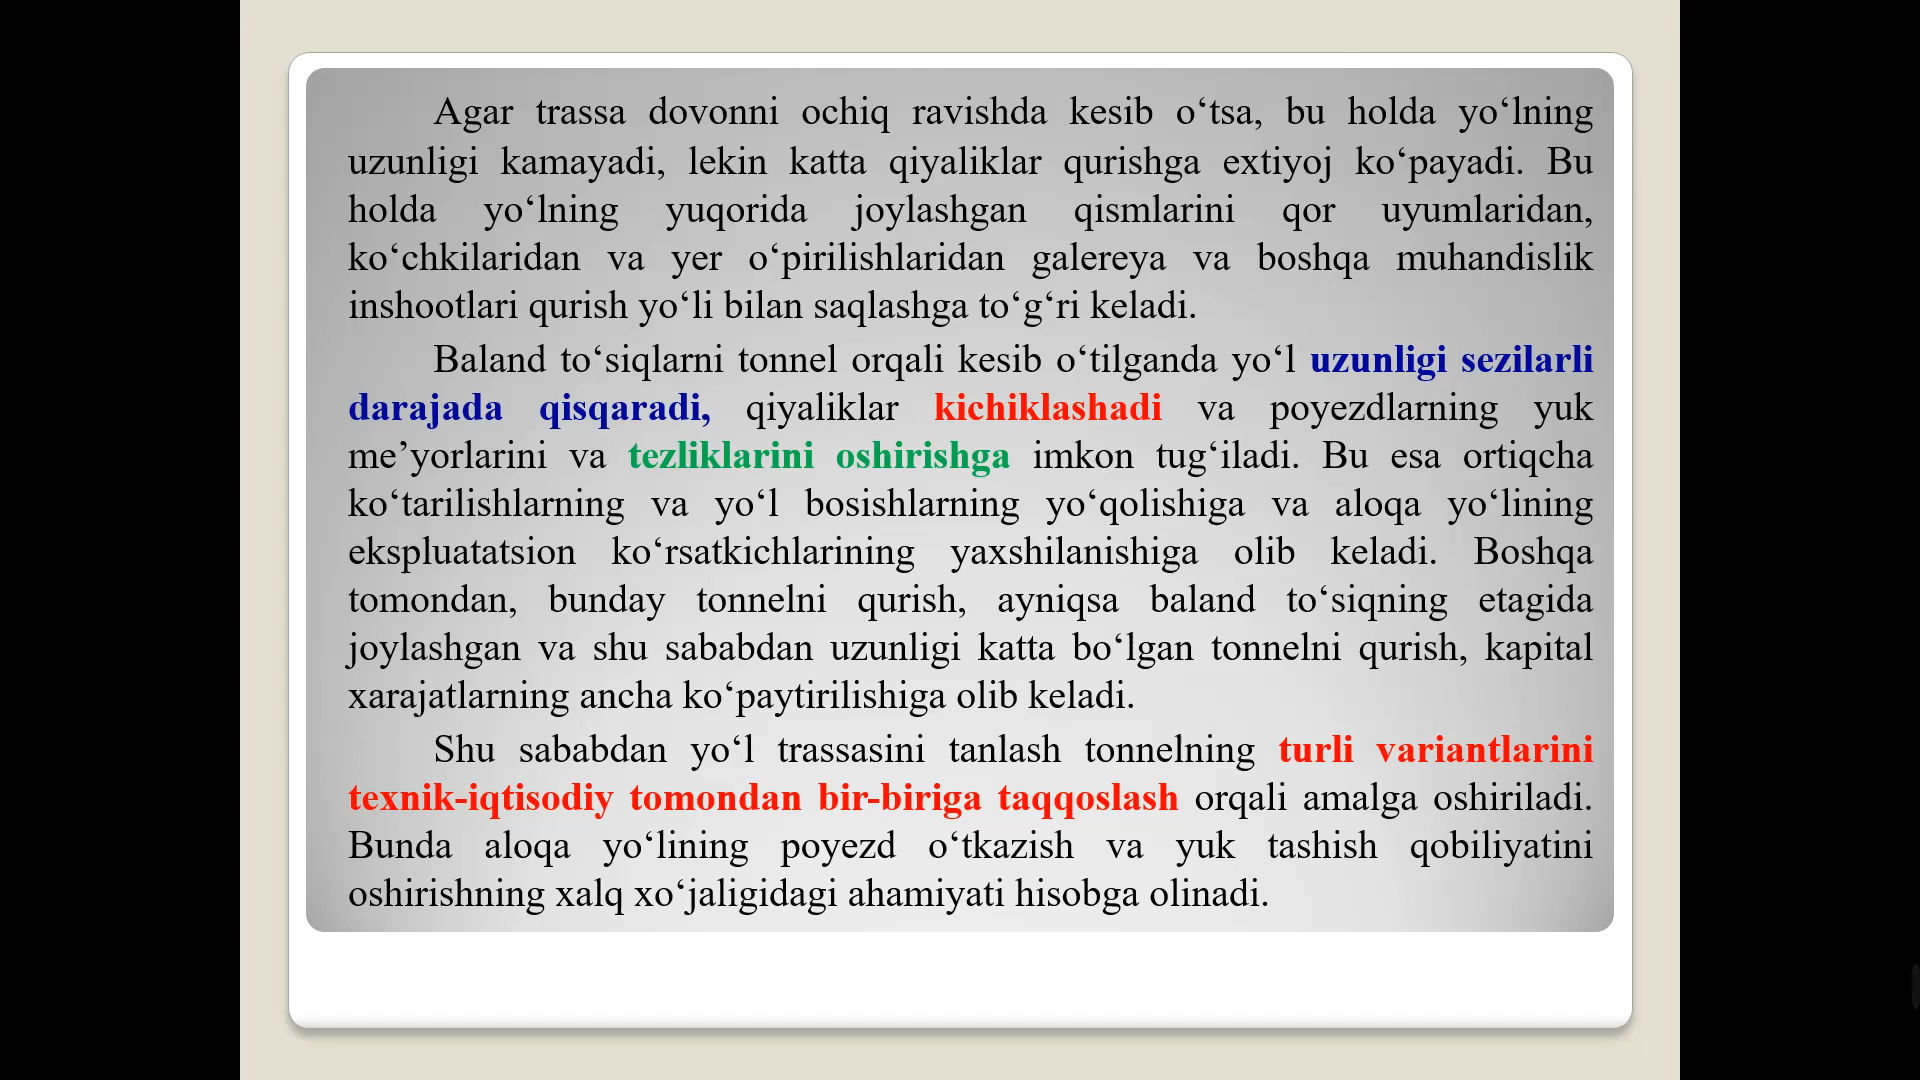 Agar trassa dovonni ochiq ravishda kesib o‘tsa, bu holda yo‘lning
uzunligi kamayadi, lekin katta qiyaliklar qurishga extiyoj ko‘payadi. Bu
holda yo‘lning yuqorida joylashgan qismlarini qor uyumlaridan,
ko‘chkilaridan va yer o‘pirilishlaridan galereya va boshqa muhandislik
inshootlari qurish yo‘li bilan saqlashga to‘g‘ri keladi.
Baland to‘siqlarni tonnel orqali kesib o‘tilganda yo‘l uzunligi sezilarli
darajada qisqaradi, qiyaliklar kichiklashadi va poyezdlarning yuk
me’yorlarini va tezliklarini oshirishga imkon tug‘iladi. Bu esa ortiqcha
ko‘tarilishlarning va yo‘l bosishlarning yo‘qolishiga va aloqa yo‘lining
ekspluatatsion ko‘rsatkichlarining yaxshilanishiga olib keladi. Boshqa
tomondan, bunday tonnelni qurish, ayniqsa baland to‘siqning etagida
joylashgan va shu sababdan uzunligi katta bo‘lgan tonnelni qurish, kapital
xarajatlarning ancha ko‘paytirilishiga olib keladi.
Shu sababdan yo‘l trassasini tanlash tonnelning turli variantlarini
texnik-iqtisodiy tomondan bir-biriga taqqoslash orqali amalga oshiriladi.
Bunda aloqa yo‘lining poyezd o‘tkazish va yuk tashish qobiliyatini
oshirishning xalq xo‘jaligidagi ahamiyati hisobga olinadi.